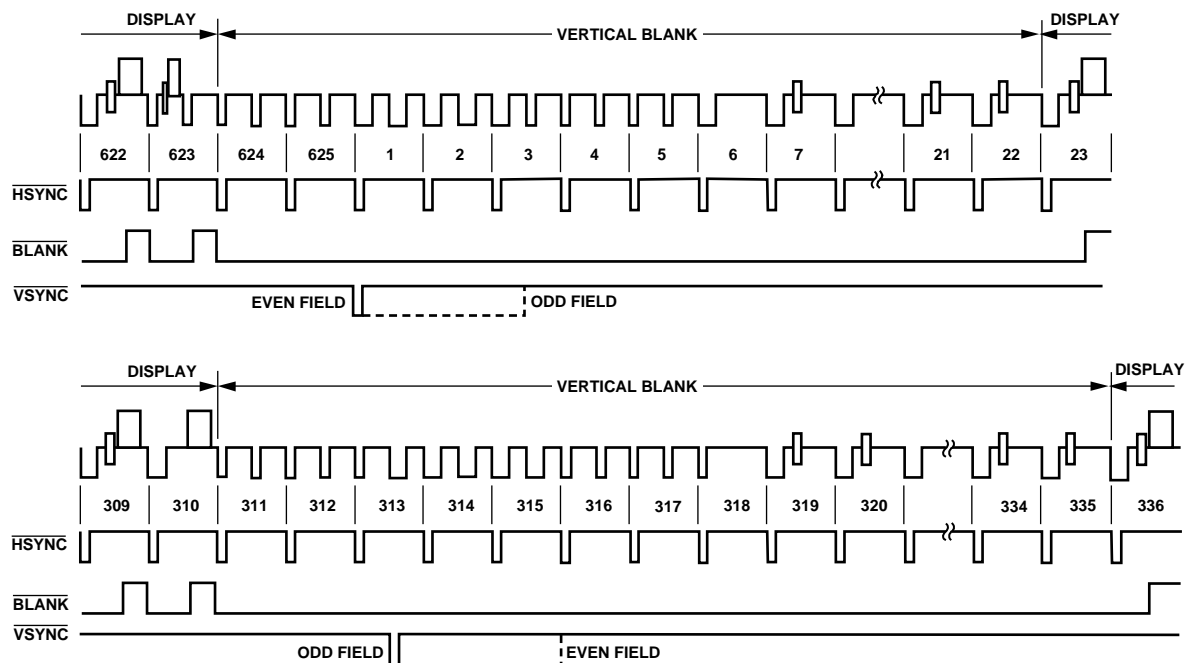 DISPLAY VERTICAL BLANK DISPLAY
622 623 624 625 1 2 3 4 5 6 7 21 22 23
HSYNC
BLANK
VSYNC
EVEN FIELD ODD FIELD
DISPLAY VERTICAL BLANK DISPLAY
309 310 311 312 313 314 315 316 317 318 319 320 334 335 336
HSYNC
BLANK
VSYNC
ODD FIELD EVEN FIELD